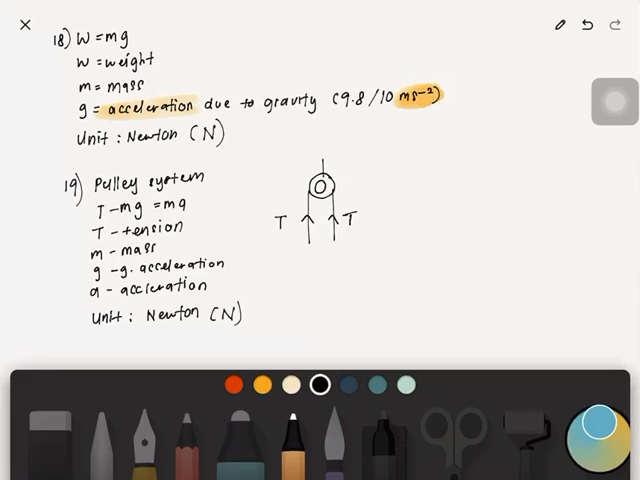 18) W = mg
W = weight
m = mass
g = acceleration due to gravity (9.8/10 ms-2)
Unit : Newton (N)
19) Pulley system
T - mg = ma
T - tension
m - mass
g - g. acceleration
a - acceleration
Unit : Newton (N)
T T